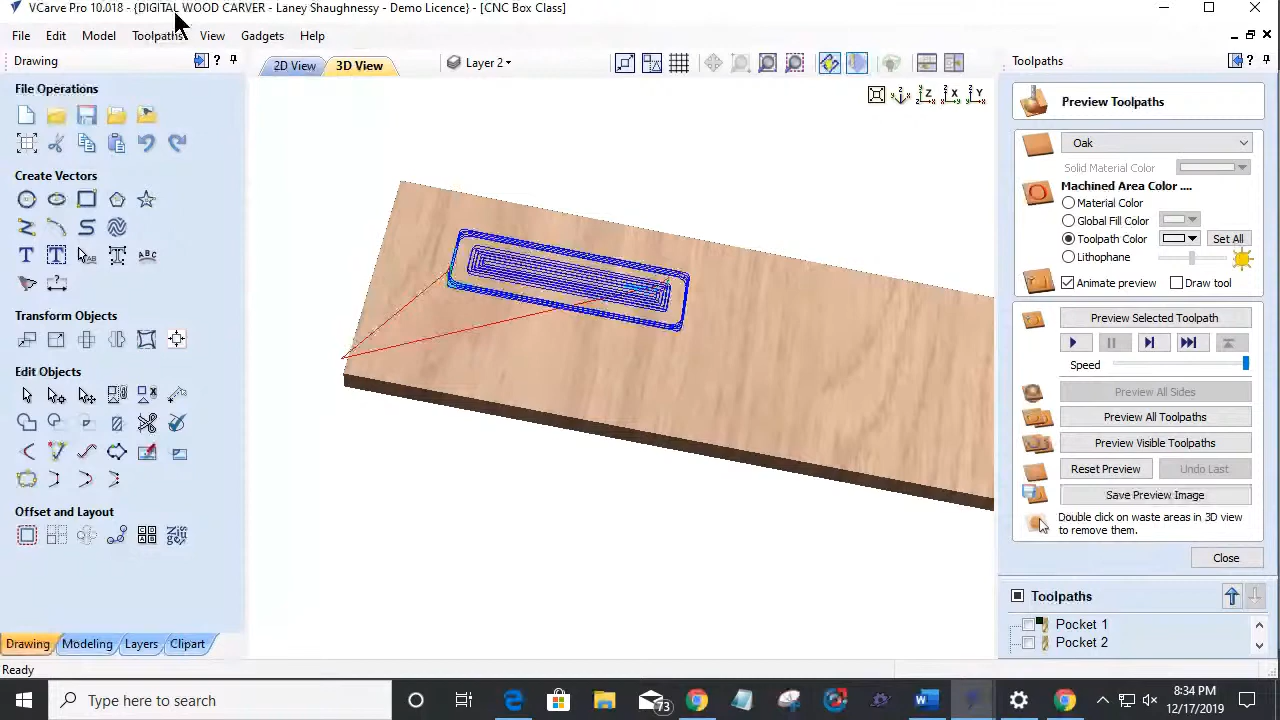 VCarve Pro 10.018 - {DIGITAL WOOD CARVER - Laney Shaughnessy - Demo Licence} - [CNC Box Class]
File Edit Model Toolpaths View Gadgets Help
Drawing
2D View 3D View Layer 2
Toolpaths
File Operations
Create Vectors
Transform Objects
Edit Objects
Offset and Layout
Drawing Modeling Layers Clipart
Ready
Z X Y
Preview Toolpaths
Oak
Solid Material Color
Machined Area Color ....
Material Color
Global Fill Color
Toolpath Color Set All
Lithophane
Animate preview Draw tool
Preview Selected Toolpath
Speed
Preview All Sides
Preview All Toolpaths
Preview Visible Toolpaths
Reset Preview Undo Last
Save Preview Image
Double click on waste areas in 3D view
to remove them.
Close
Toolpaths
Pocket 1
Pocket 2
Type here to search
73
8:34 PM
12/17/2019